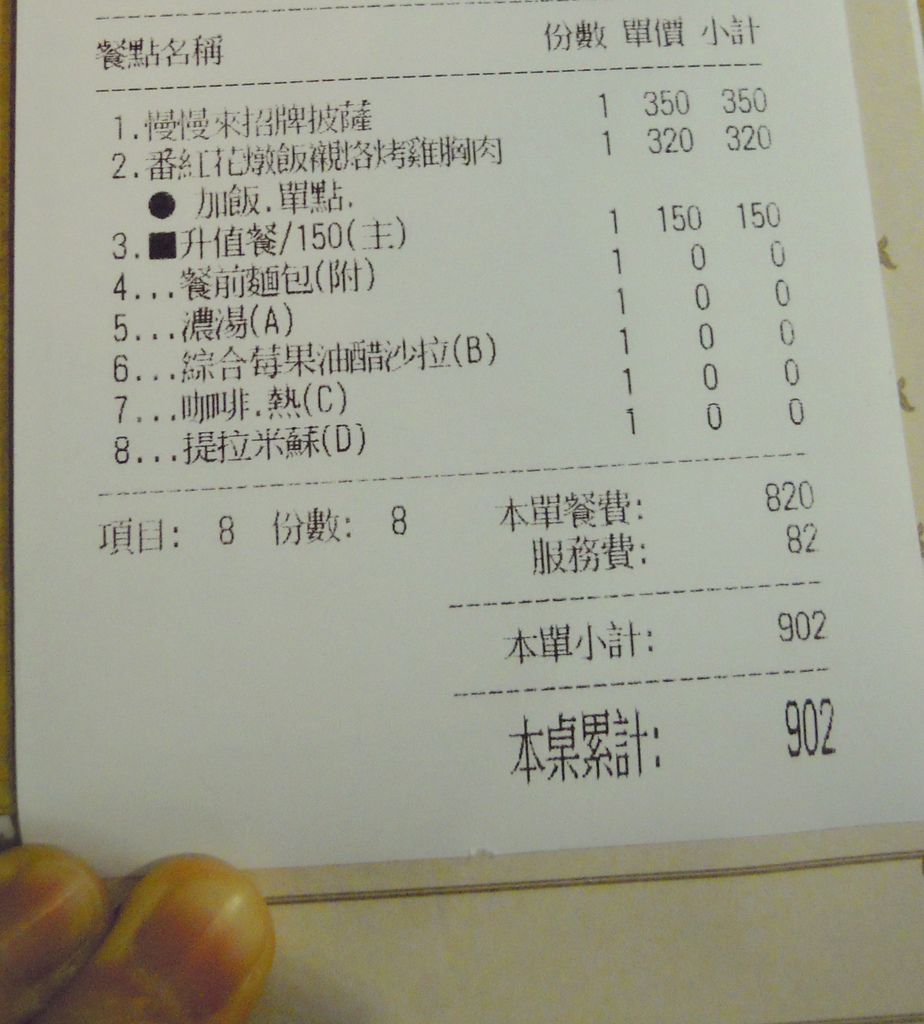 餐點名稱 份數 單價 小計
1.慢慢來招牌披薩 1 350 350
2.番紅花燉飯襯烙烤雞胸肉 1 320 320
● 加飯.單點.
3.■升值餐/150(主) 1 150 150
4...餐前麵包(附) 1 0 0
5...濃湯(A) 1 0 0
6...綜合莓果油醋沙拉(B) 1 0 0
7...咖啡.熱(C) 1 0 0
8...提拉米蘇(D) 1 0 0
項目: 8 份數: 8 本單餐費: 820
服務費: 82
本單小計: 902
本桌累計: 902